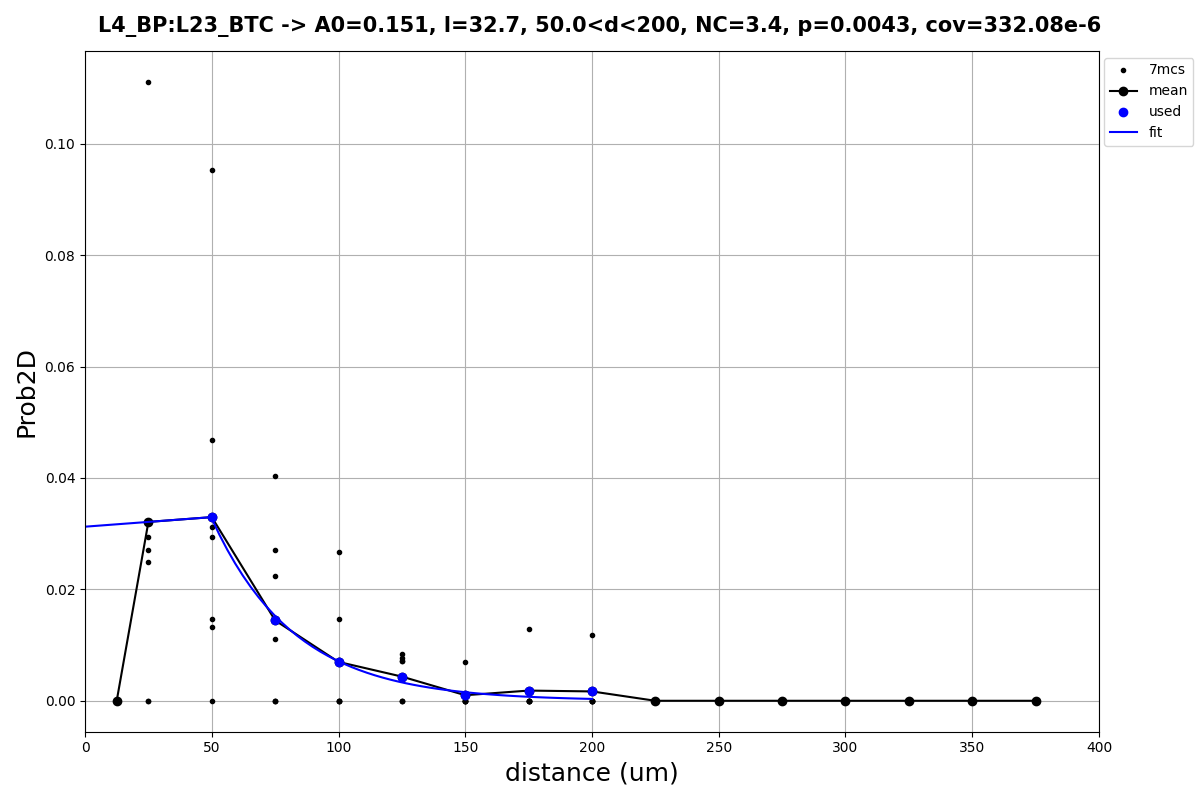 L4_BP:L23_BTC -> A0=0.151, l=32.7, 50.0<d<200, NC=3.4, p=0.0043, cov=332.08e-6
7mcs
mean
used
fit
Prob2D
0.10
0.08
0.06
0.04
0.02
0.00
0 50 100 150 200 250 300 350 400
distance (um)